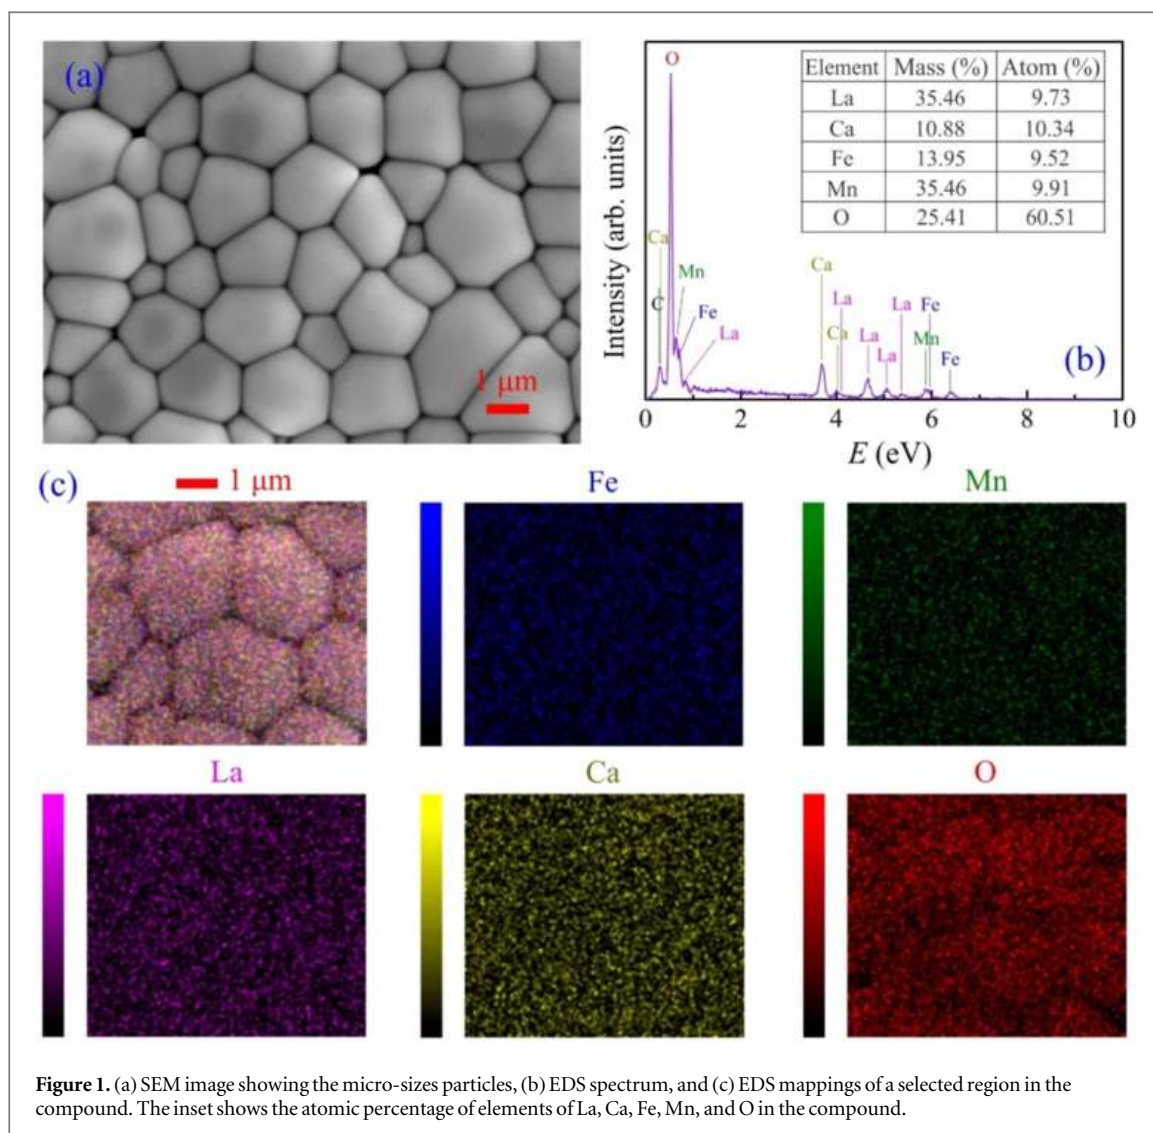 (a)
1 μm
Intensity (arb. units)
O
Ca
C
Mn
Fe
La
Ca
Ca
La
La
La
La
Fe
Mn
Fe
(b)
Element Mass (%) Atom (%)
La 35.46 9.73
Ca 10.88 10.34
Fe 13.95 9.52
Mn 35.46 9.91
O 25.41 60.51
0 2 4 6 8 10
E (eV)
(c)
1 μm
Fe
Mn
La
Ca
O
Figure 1. (a) SEM image showing the micro-sizes particles, (b) EDS spectrum, and (c) EDS mappings of a selected region in the
compound. The inset shows the atomic percentage of elements of La, Ca, Fe, Mn, and O in the compound.